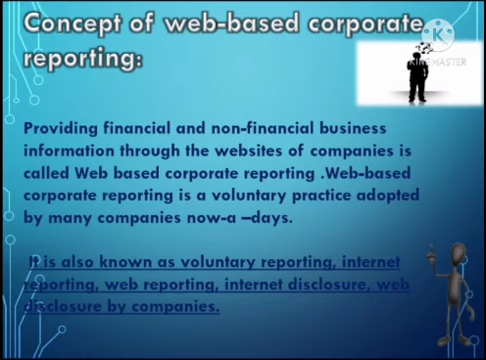 Concept of web-based corporate
reporting:
KINEMASTER
Providing financial and non-financial business
information through the websites of companies is
called Web based corporate reporting .Web-based
corporate reporting is a voluntary practice adopted
by many companies now-a –days.
It is also known as voluntary reporting, internet
reporting, web reporting, internet disclosure, web
disclosure by companies.